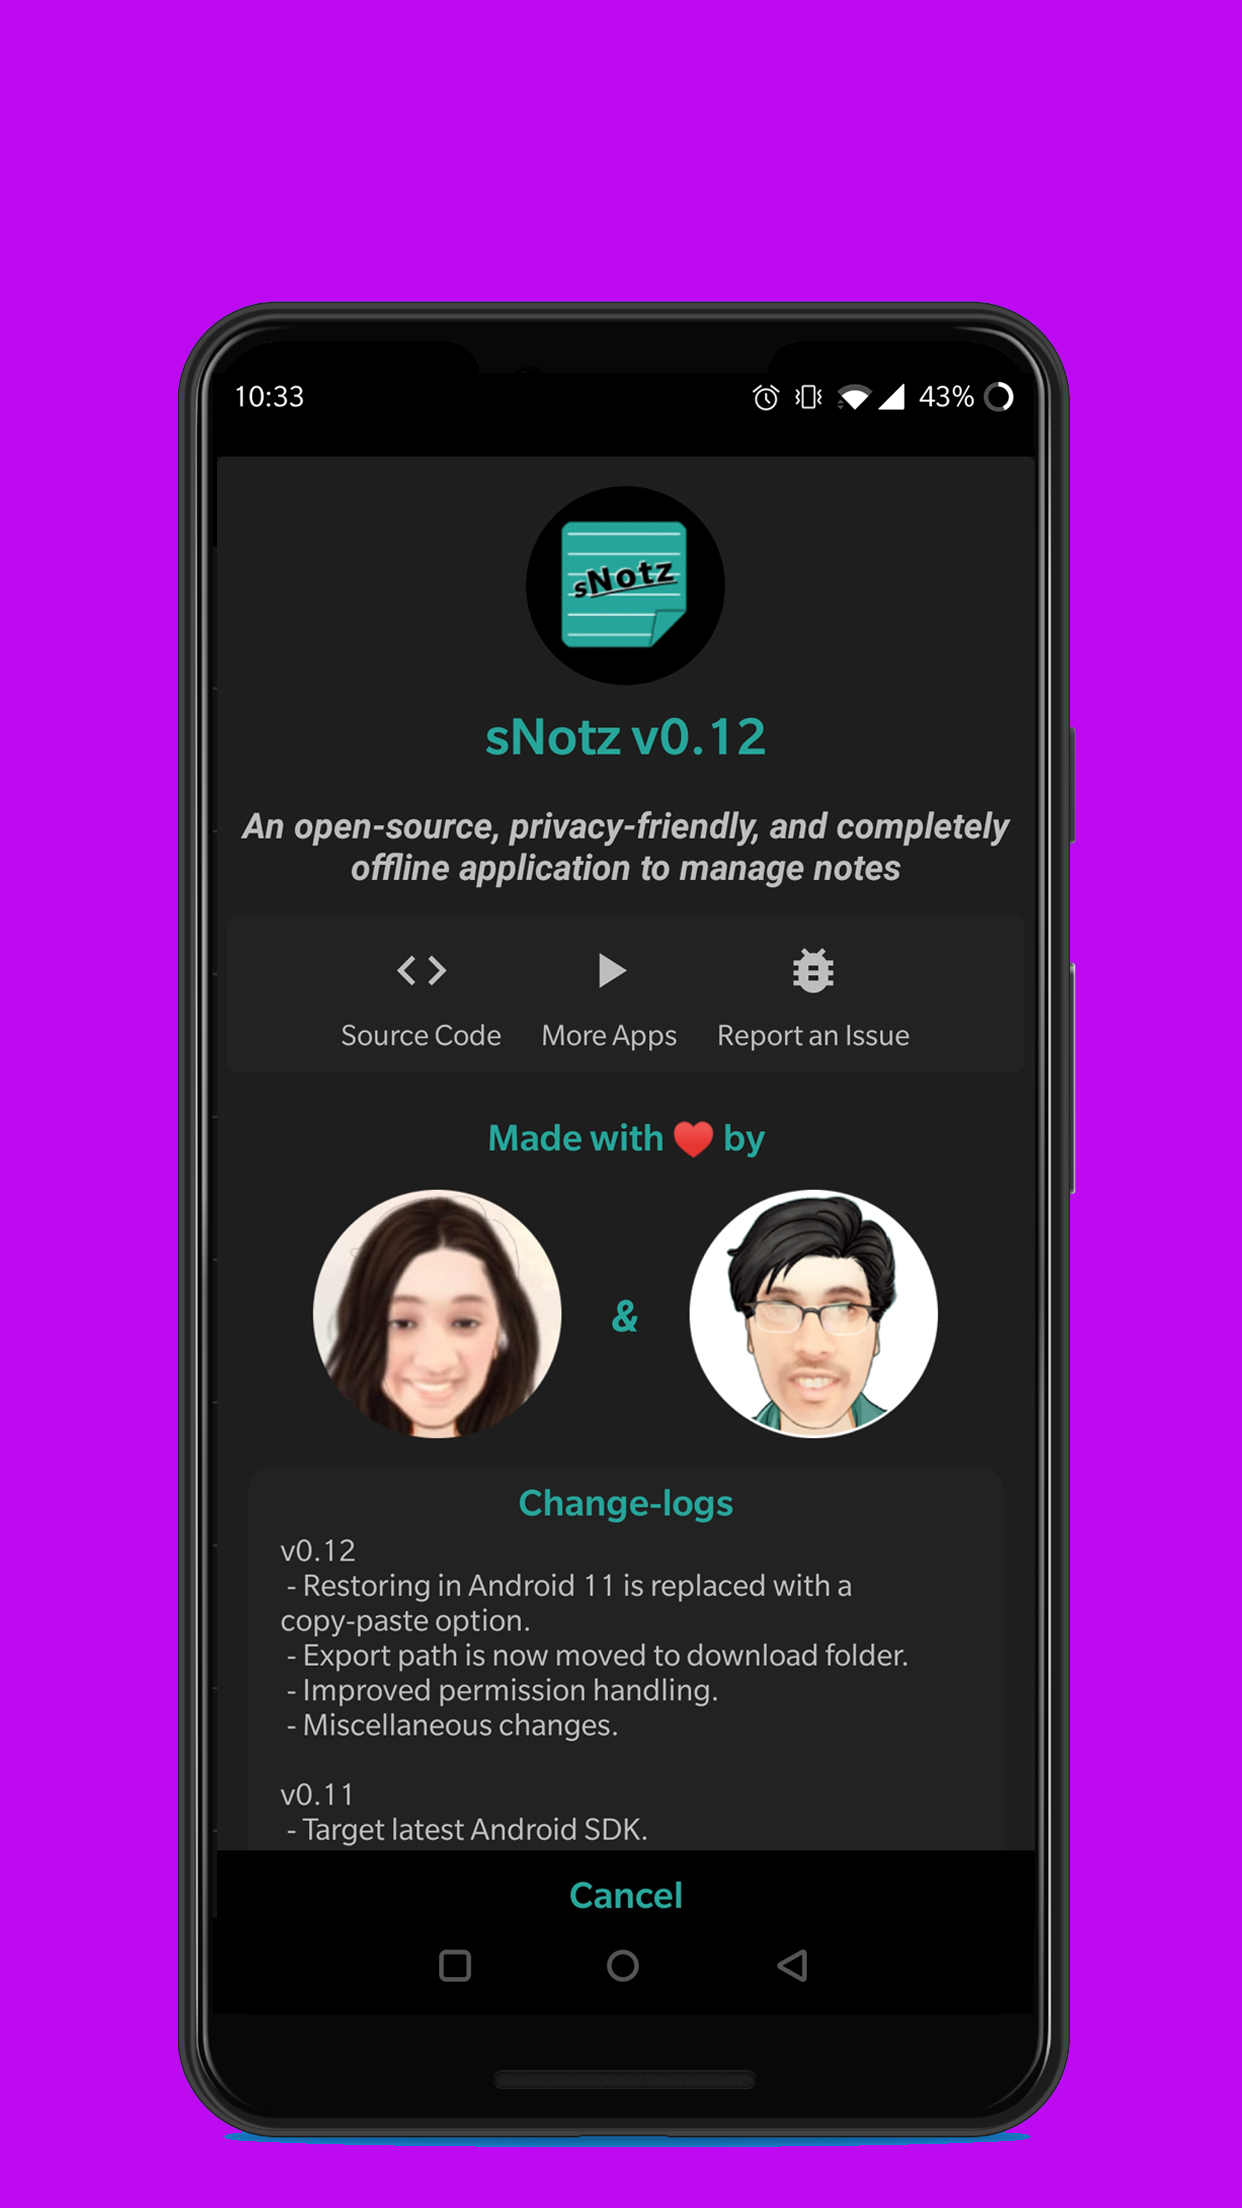 10:33
43%
sNotz
sNotz v0.12
An open-source, privacy-friendly, and completely
offline application to manage notes
Source Code
More Apps
Report an Issue
Made with ❤️ by
&
Change-logs
v0.12
- Restoring in Android 11 is replaced with a
copy-paste option.
- Export path is now moved to download folder.
- Improved permission handling.
- Miscellaneous changes.
v0.11
- Target latest Android SDK.
Cancel